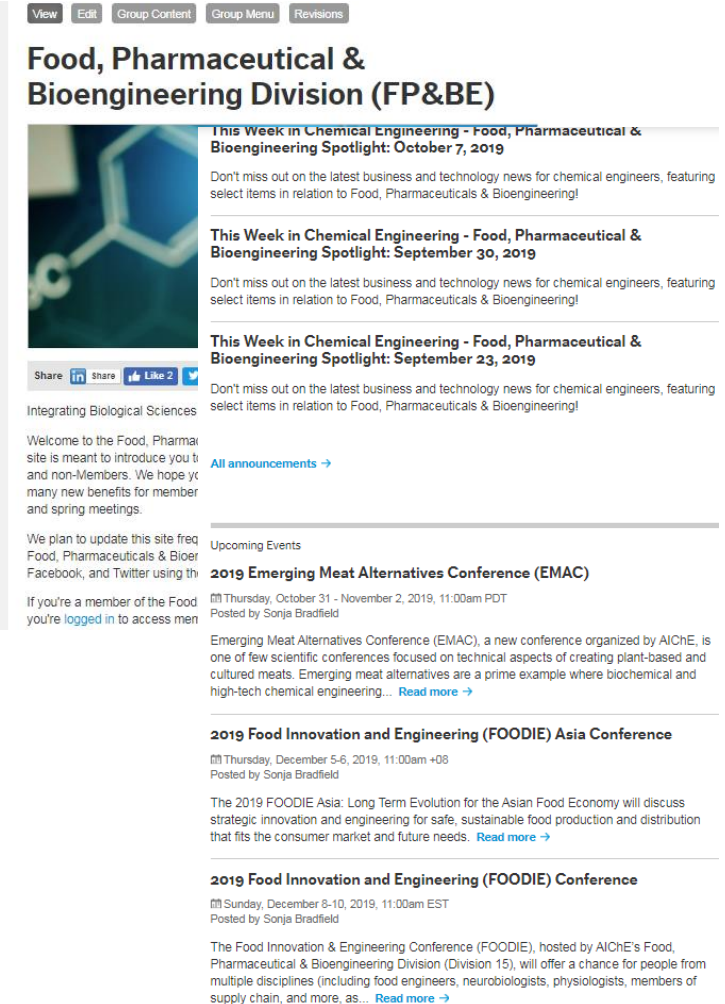 View Edit Group Content Group Menu Revisions
Food, Pharmaceutical &
Bioengineering Division (FP&BE)
Share in Share Like 2
Integrating Biological Sciences
Welcome to the Food,
site is meant to introduce you
and non-Members. We hope
many new benefits for member
and spring meetings.
We plan to update this site
Food, Pharmaceuticals &
Facebook, and Twitter using
If you're a member of the Food
you're logged in to access
This Week in Chemical Engineering - Food, Pharmaceutical &
Bioengineering Spotlight: October 7, 2019
Don't miss out on the latest business and technology news for chemical engineers, featuring
select items in relation to Food, Pharmaceuticals & Bioengineering!
This Week in Chemical Engineering - Food, Pharmaceutical &
Bioengineering Spotlight: September 30, 2019
Don't miss out on the latest business and technology news for chemical engineers, featuring
select items in relation to Food, Pharmaceuticals & Bioengineering!
This Week in Chemical Engineering - Food, Pharmaceutical &
Bioengineering Spotlight: September 23, 2019
Don't miss out on the latest business and technology news for chemical engineers, featuring
select items in relation to Food, Pharmaceuticals & Bioengineering!
All announcements →
Upcoming Events
2019 Emerging Meat Alternatives Conference (EMAC)
Thursday, October 31 - November 2, 2019, 11:00am PDT
Posted by Sonja Bradfield
Emerging Meat Alternatives Conference (EMAC), a new conference organized by AIChE, is
one of few scientific conferences focused on technical aspects of creating plant-based and
cultured meats. Emerging meat alternatives are a prime example where biochemical and
high-tech chemical engineering... Read more →
2019 Food Innovation and Engineering (FOODIE) Asia Conference
Thursday, December 5-6, 2019, 11:00am +08
Posted by Sonja Bradfield
The 2019 FOODIE Asia: Long Term Evolution for the Asian Food Economy will discuss
strategic innovation and engineering for safe, sustainable food production and distribution
that fits the consumer market and future needs. Read more →
2019 Food Innovation and Engineering (FOODIE) Conference
Sunday, December 8-10, 2019, 11:00am EST
Posted by Sonja Bradfield
The Food Innovation & Engineering Conference (FOODIE), hosted by AIChE's Food,
Pharmaceutical & Bioengineering Division (Division 15), will offer a chance for people from
multiple disciplines (including food engineers, neurobiologists, physiologists, members of
supply chain, and more, as... Read more →